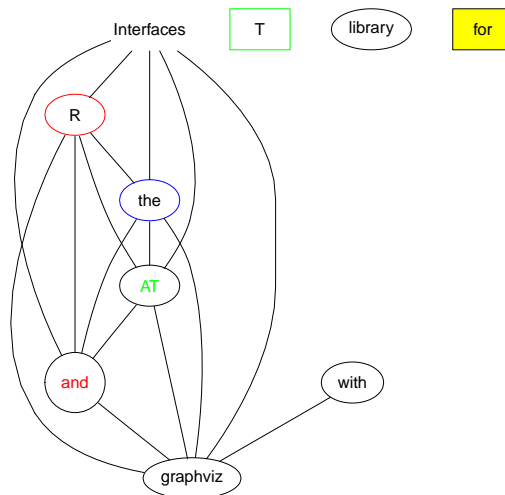 Interfaces
T
library
for
R
the
AT
and
with
graphviz